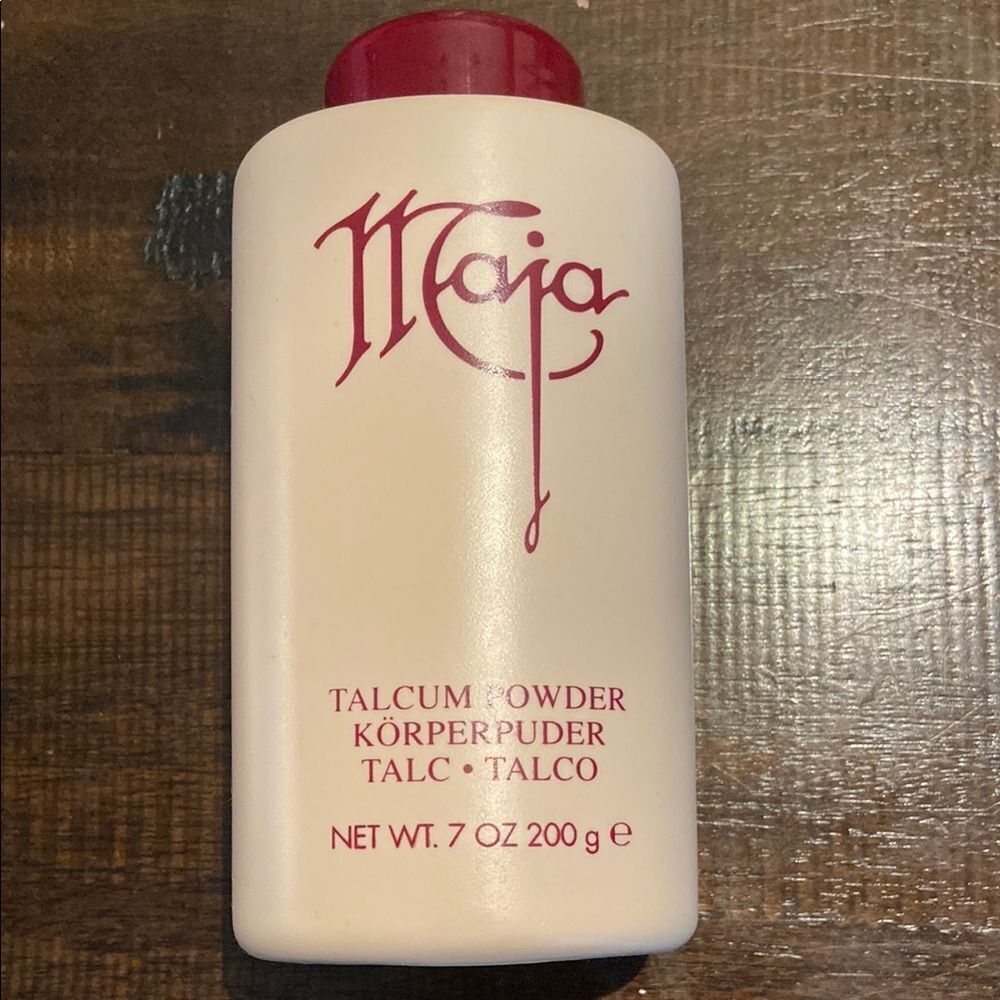 Maja
TALCUM POWDER
KÖRPERPUDER
TALC • TALCO
NET WT. 7 OZ 200 g ℮